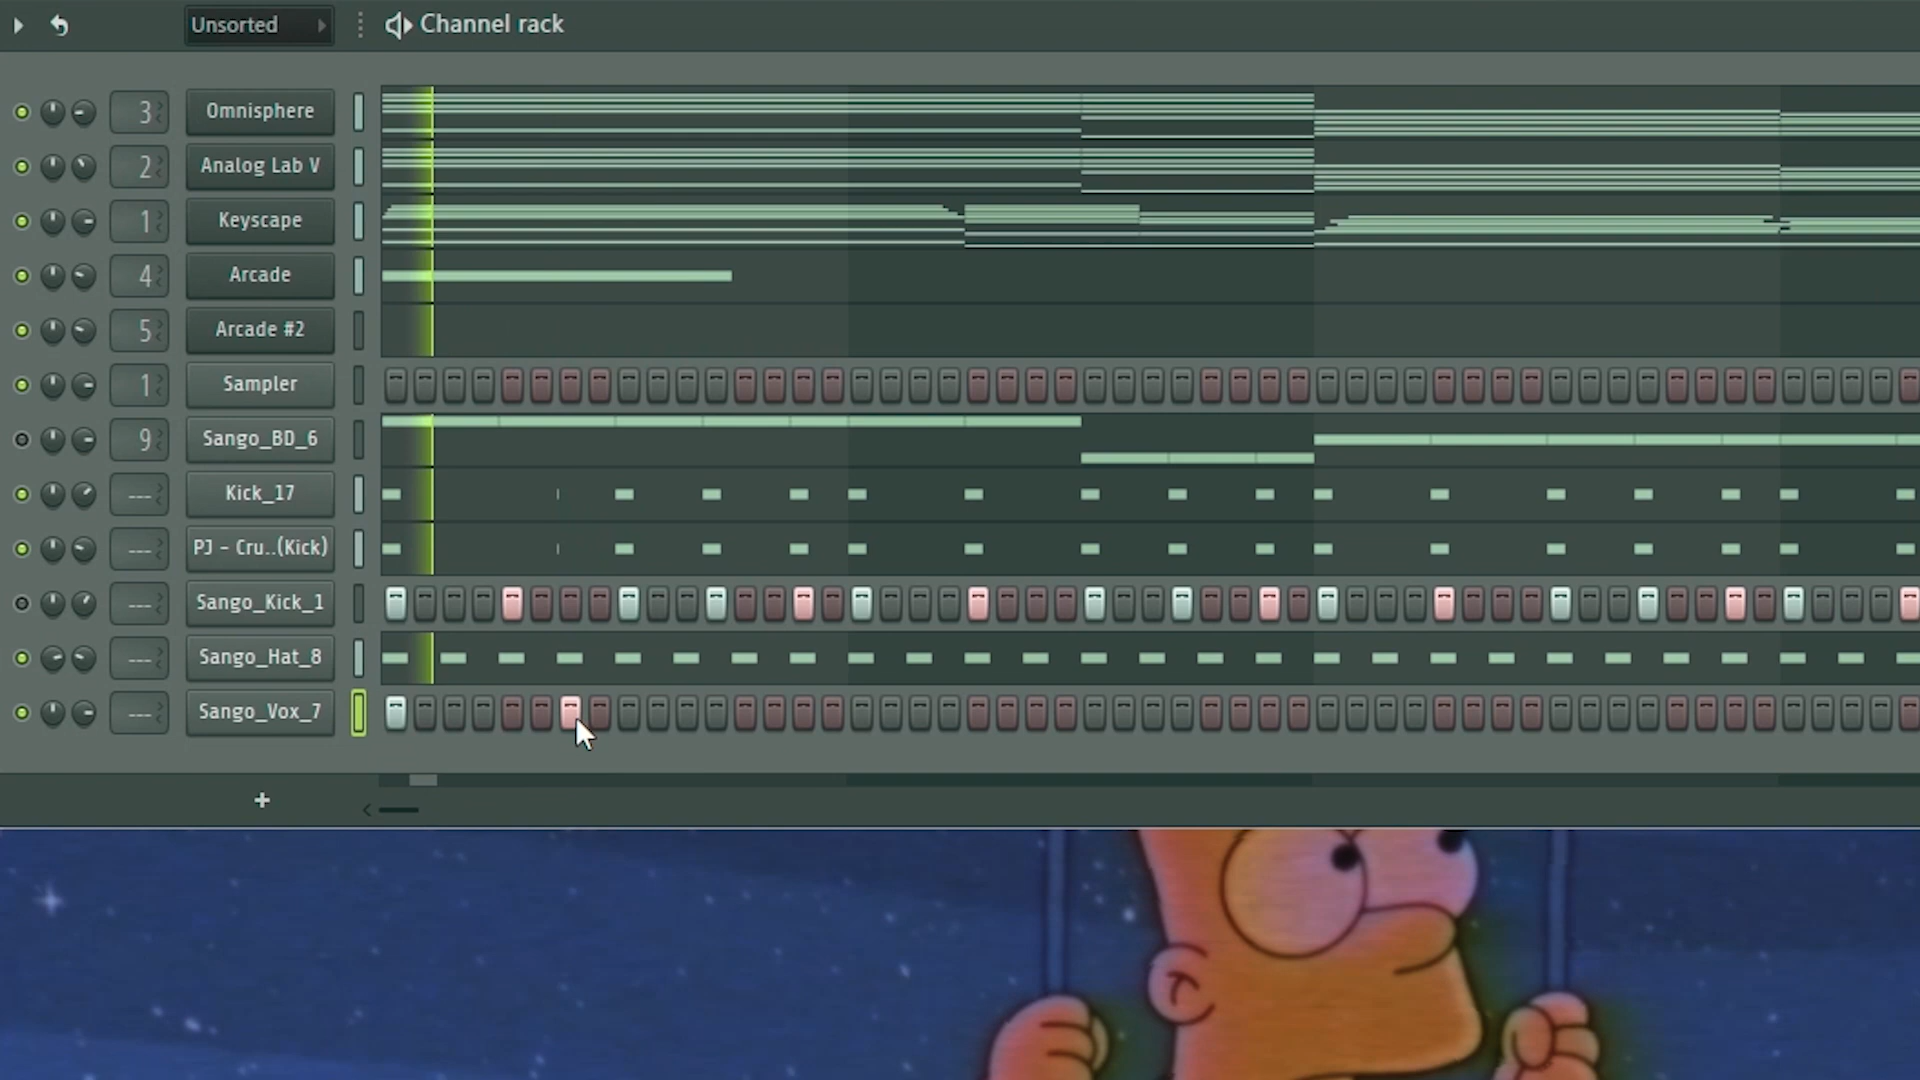 Unsorted
Channel rack
3 Omnisphere
2 Analog Lab V
1 Keyscape
4 Arcade
5 Arcade #2
1 Sampler
9 Sango_BD_6
--- Kick_17
--- PJ - Cru..(Kick)
--- Sango_Kick_1
--- Sango_Hat_8
--- Sango_Vox_7
+